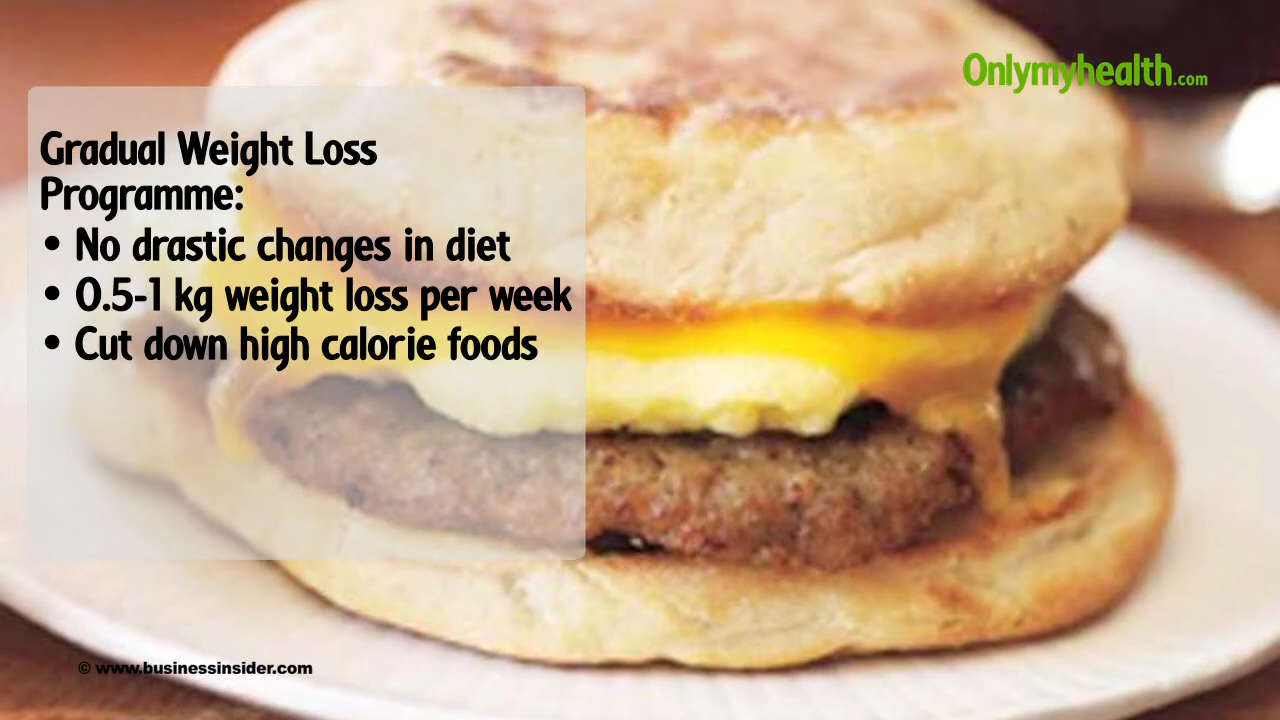 Onlymyhealth.com
Gradual Weight Loss
Programme:
• No drastic changes in diet
• 0.5-1 kg weight loss per week
• Cut down high calorie foods
© www.businessinsider.com